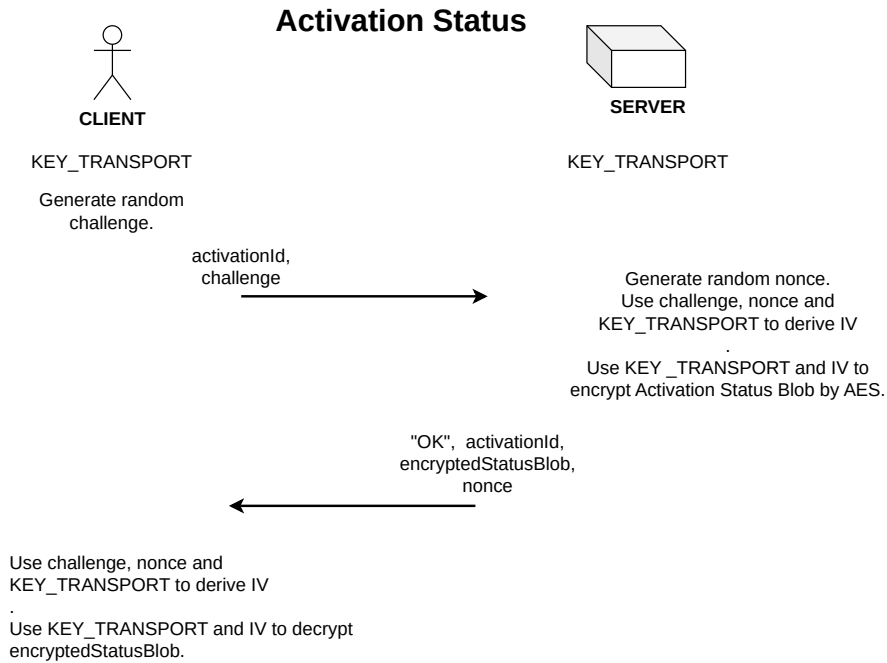 Activation Status
CLIENT
SERVER
KEY_TRANSPORT
KEY_TRANSPORT
Generate random
challenge.
activationId,
challenge
Generate random nonce.
Use challenge, nonce and
KEY_TRANSPORT to derive IV
.
Use KEY _TRANSPORT and IV to
encrypt Activation Status Blob by AES.
"OK",  activationId,
encryptedStatusBlob,
nonce
Use challenge, nonce and
KEY_TRANSPORT to derive IV
.
Use KEY_TRANSPORT and IV to decrypt
encryptedStatusBlob.